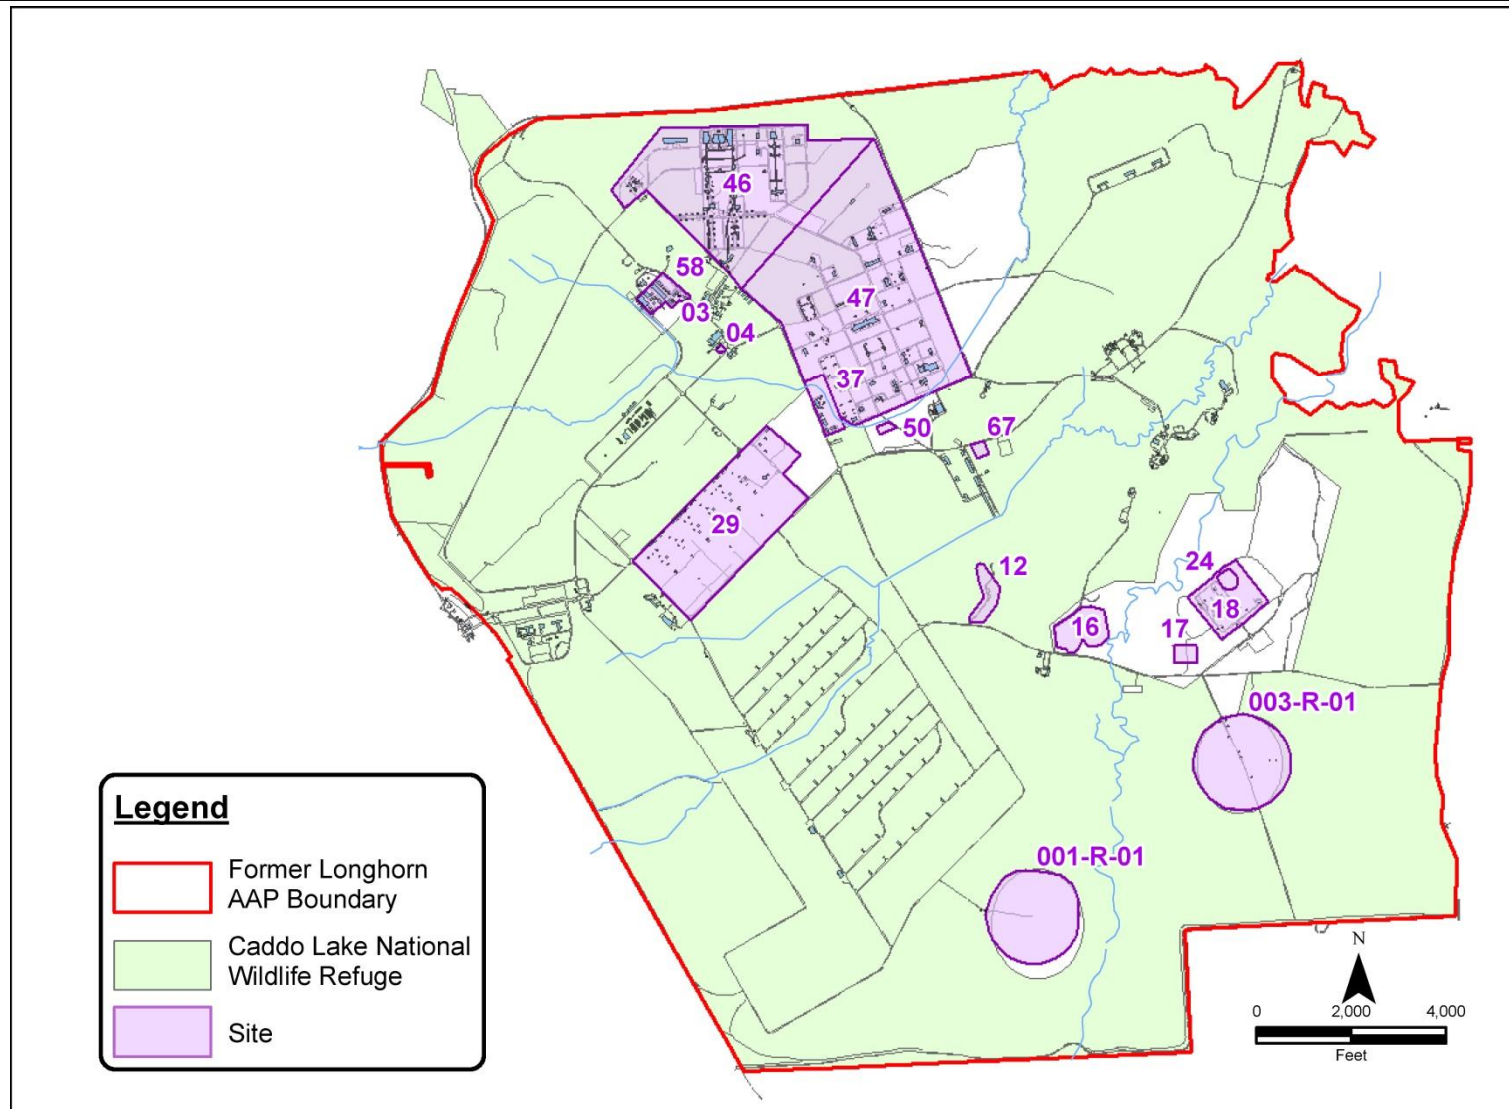 46
58
47
03
04
37
50
67
29
12
24
18
16
17
003-R-01
001-R-01
Legend
Former Longhorn
AAP Boundary
Caddo Lake National
Wildlife Refuge
Site
N
0 2,000 4,000
Feet